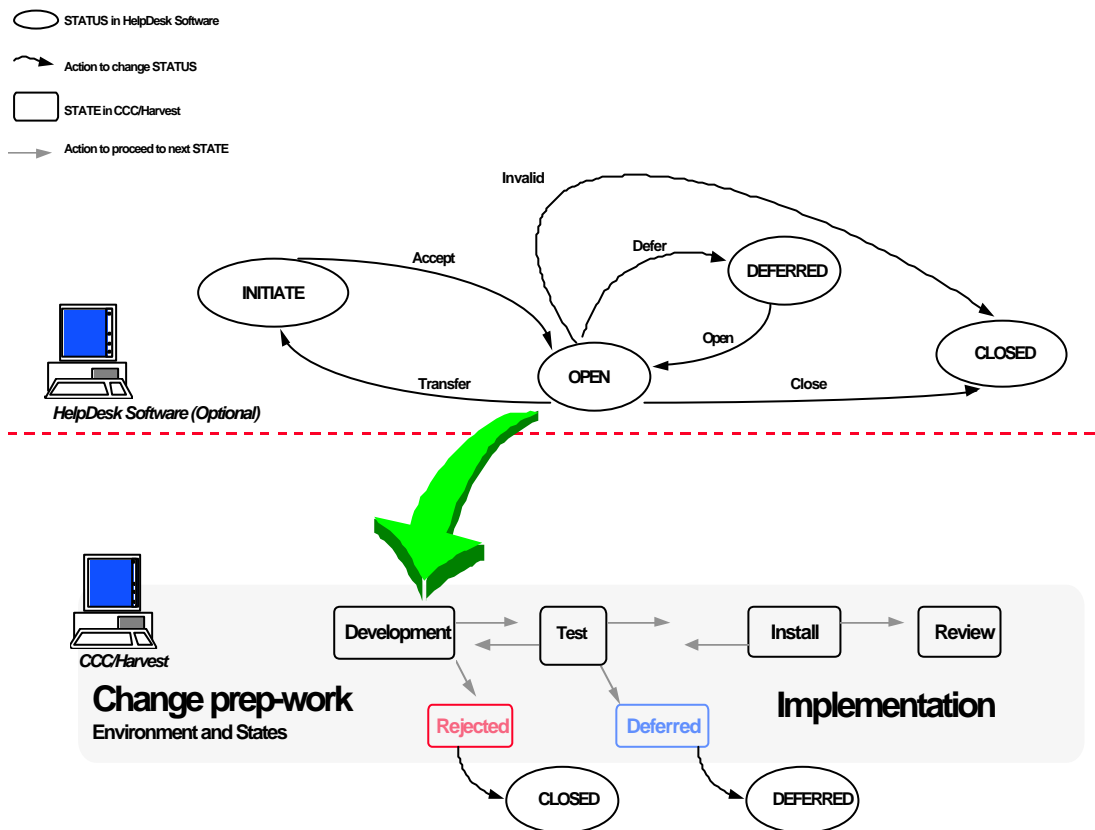 STATUS in HelpDesk Software
Action to change STATUS
STATE in CCC/Harvest
Action to proceed to next STATE
Invalid
Defer
DEFERRED
Accept
INITIATE
Open
CLOSED
OPEN
Transfer
Close
HelpDesk Software (Optional)
Development
Test
Install
Review
CCC/Harvest
Change prep-work
Implementation
Environment and States
Rejected
Deferred
CLOSED
DEFERRED